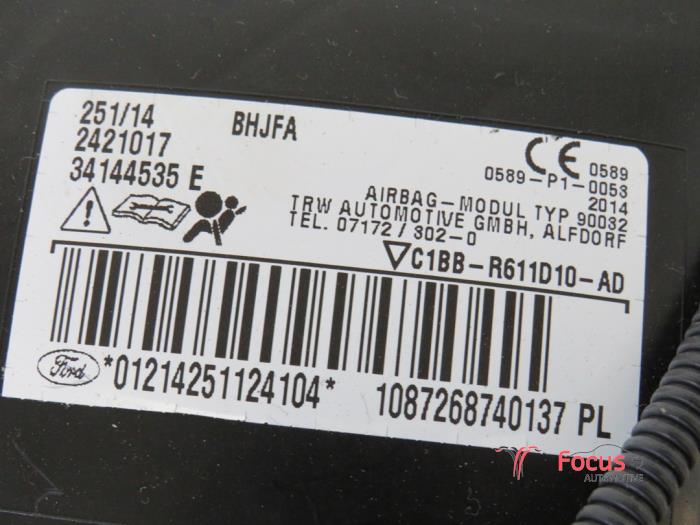 251/14 BHJFA
2421017
34144535 E
CE 0589
0589-P1-0053
2014
AIRBAG-MODUL TYP 90032
TRW AUTOMOTIVE GMBH, ALFDORF
TEL. 07172 / 302-0
C1BB-R611D10-AD
Ford *01214251124104* 1087268740137 PL
Focus
AUTOMOTIVE